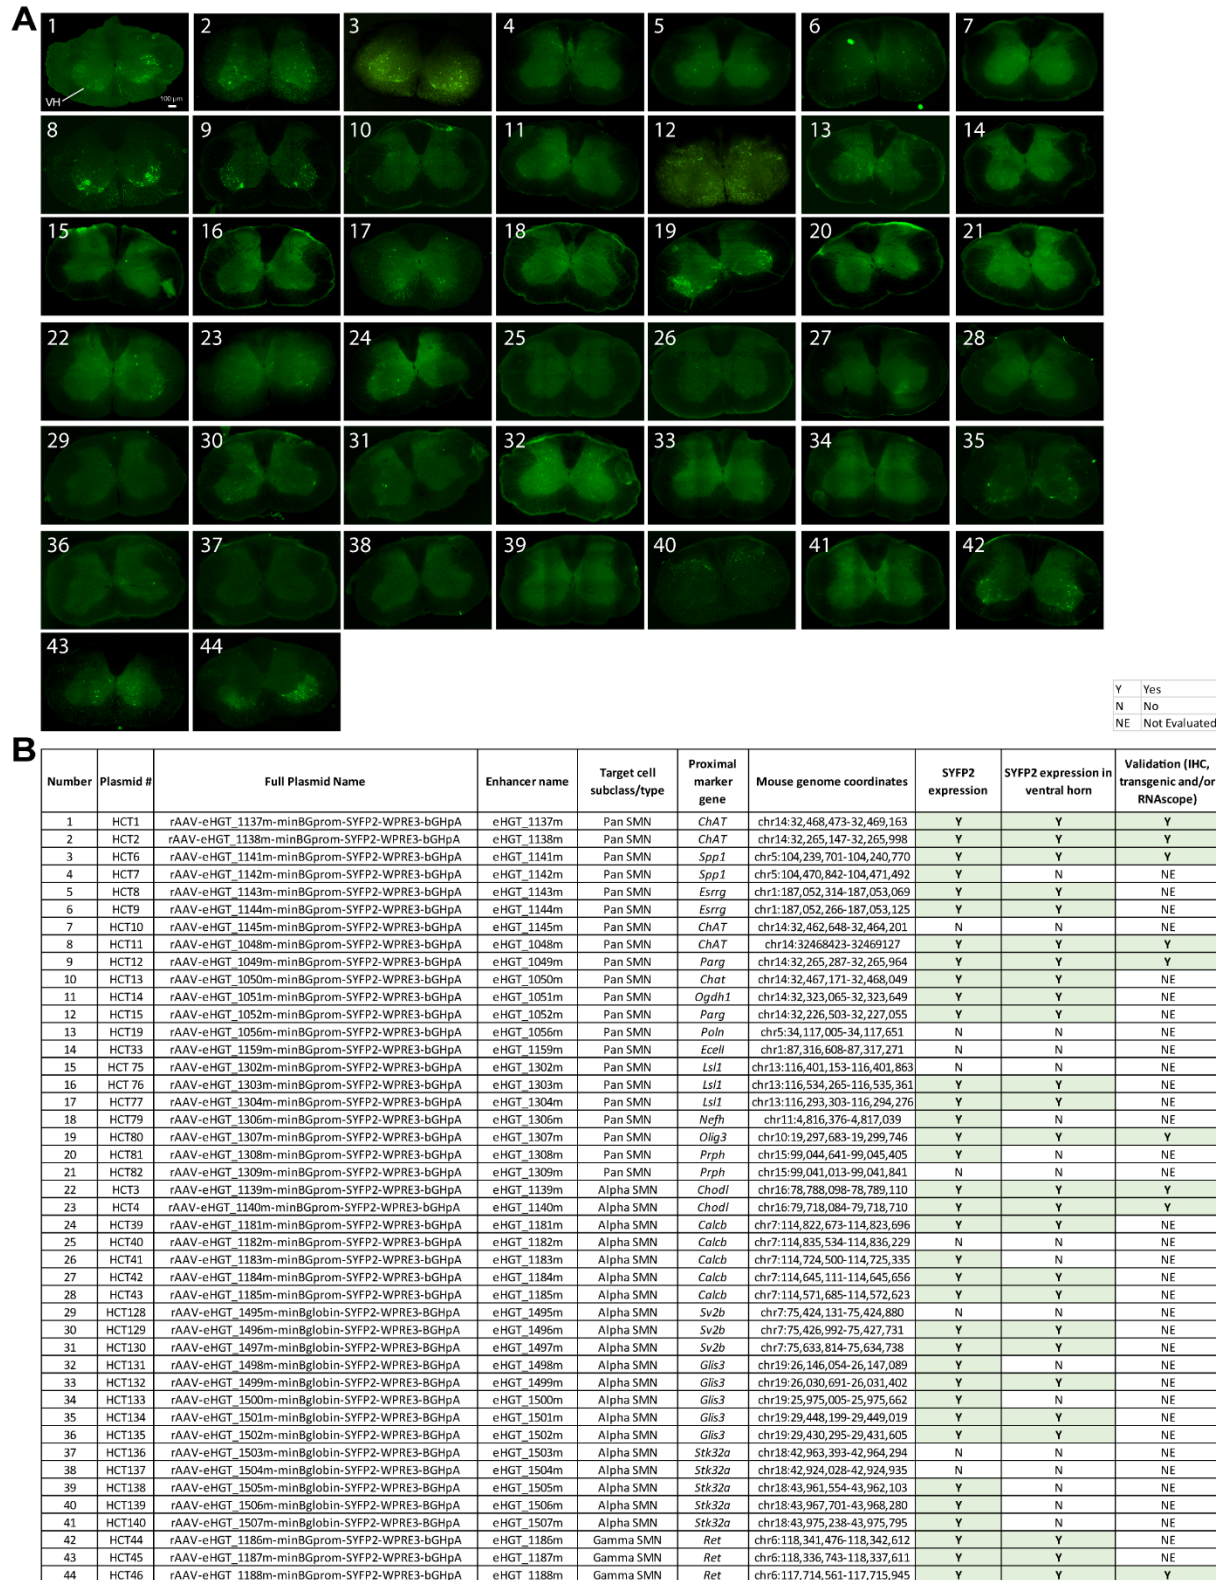 A
1 2 3 4 5 6 7
VH 100 µm
8 9 10 11 12 13 14
15 16 17 18 19 20 21
22 23 24 25 26 27 28
29 30 31 32 33 34 35
36 37 38 39 40 41 42
43 44
Y Yes
N No
NE Not Evaluated
B
Number Plasmid # Full Plasmid Name Enhancer name Target cell subclass/type Proximal marker gene Mouse genome coordinates SYFP2 expression SYFP2 expression in ventral horn Validation (IHC, transgenic and/or RNAscope)
1 HCT1 rAAV-eHGT_1137m-minBGprom-SYFP2-WPRE3-bGHpA eHGT_1137m Pan SMN ChAT chr14:32,468,473-32,469,163 Y Y Y
2 HCT2 rAAV-eHGT_1138m-minBGprom-SYFP2-WPRE3-bGHpA eHGT_1138m Pan SMN ChAT chr14:32,265,147-32,265,998 Y Y Y
3 HCT6 rAAV-eHGT_1141m-minBGprom-SYFP2-WPRE3-bGHpA eHGT_1141m Pan SMN Spp1 chr5:104,239,701-104,240,770 Y Y Y
4 HCT7 rAAV-eHGT_1142m-minBGprom-SYFP2-WPRE3-bGHpA eHGT_1142m Pan SMN Spp1 chr5:104,470,842-104,471,492 Y N NE
5 HCT8 rAAV-eHGT_1143m-minBGprom-SYFP2-WPRE3-bGHpA eHGT_1143m Pan SMN Esrrg chr1:187,052,314-187,053,069 Y Y NE
6 HCT9 rAAV-eHGT_1144m-minBGprom-SYFP2-WPRE3-bGHpA eHGT_1144m Pan SMN Esrrg chr1:187,052,266-187,053,125 Y Y NE
7 HCT10 rAAV-eHGT_1145m-minBGprom-SYFP2-WPRE3-bGHpA eHGT_1145m Pan SMN ChAT chr14:32,462,648-32,464,201 N N NE
8 HCT11 rAAV-eHGT_1048m-minBGprom-SYFP2-WPRE3-bGHpA eHGT_1048m Pan SMN ChAT chr14:32468423-32469127 Y Y Y
9 HCT12 rAAV-eHGT_1049m-minBGprom-SYFP2-WPRE3-bGHpA eHGT_1049m Pan SMN Parg chr14:32,265,287-32,265,964 Y Y Y
10 HCT13 rAAV-eHGT_1050m-minBGprom-SYFP2-WPRE3-bGHpA eHGT_1050m Pan SMN Chat chr14:32,467,171-32,468,049 Y Y NE
11 HCT14 rAAV-eHGT_1051m-minBGprom-SYFP2-WPRE3-bGHpA eHGT_1051m Pan SMN Ogdh1 chr14:32,323,065-32,323,649 Y Y NE
12 HCT15 rAAV-eHGT_1052m-minBGprom-SYFP2-WPRE3-bGHpA eHGT_1052m Pan SMN Parg chr14:32,226,503-32,227,055 Y Y NE
13 HCT19 rAAV-eHGT_1056m-minBGprom-SYFP2-WPRE3-bGHpA eHGT_1056m Pan SMN Poln chr5:34,117,005-34,117,651 N N NE
14 HCT33 rAAV-eHGT_1159m-minBGprom-SYFP2-WPRE3-bGHpA eHGT_1159m Pan SMN Ecell chr1:87,316,608-87,317,271 N N NE
15 HCT 75 rAAV-eHGT_1302m-minBGprom-SYFP2-WPRE3-bGHpA eHGT_1302m Pan SMN Lsl1 chr13:116,401,153-116,401,863 N N NE
16 HCT 76 rAAV-eHGT_1303m-minBGprom-SYFP2-WPRE3-bGHpA eHGT_1303m Pan SMN Lsl1 chr13:116,534,265-116,535,361 Y Y NE
17 HCT77 rAAV-eHGT_1304m-minBGprom-SYFP2-WPRE3-bGHpA eHGT_1304m Pan SMN Lsl1 chr13:116,293,303-116,294,276 Y Y NE
18 HCT79 rAAV-eHGT_1306m-minBGprom-SYFP2-WPRE3-bGHpA eHGT_1306m Pan SMN Nefh chr11:4,816,376-4,817,039 Y N NE
19 HCT80 rAAV-eHGT_1307m-minBGprom-SYFP2-WPRE3-bGHpA eHGT_1307m Pan SMN Olig3 chr10:19,297,683-19,299,746 Y Y Y
20 HCT81 rAAV-eHGT_1308m-minBGprom-SYFP2-WPRE3-bGHpA eHGT_1308m Pan SMN Prph chr15:99,044,641-99,045,405 Y N NE
21 HCT82 rAAV-eHGT_1309m-minBGprom-SYFP2-WPRE3-bGHpA eHGT_1309m Pan SMN Prph chr15:99,041,013-99,041,841 N N NE
22 HCT3 rAAV-eHGT_1139m-minBGprom-SYFP2-WPRE3-bGHpA eHGT_1139m Alpha SMN Chodl chr16:78,788,098-78,789,110 Y Y Y
23 HCT4 rAAV-eHGT_1140m-minBGprom-SYFP2-WPRE3-bGHpA eHGT_1140m Alpha SMN Chodl chr16:79,718,084-79,718,710 Y Y Y
24 HCT39 rAAV-eHGT_1181m-minBGprom-SYFP2-WPRE3-bGHpA eHGT_1181m Alpha SMN Calcb chr7:114,822,673-114,823,696 Y Y NE
25 HCT40 rAAV-eHGT_1182m-minBGprom-SYFP2-WPRE3-bGHpA eHGT_1182m Alpha SMN Calcb chr7:114,835,534-114,836,229 N N NE
26 HCT41 rAAV-eHGT_1183m-minBGprom-SYFP2-WPRE3-bGHpA eHGT_1183m Alpha SMN Calcb chr7:114,724,500-114,725,335 Y N NE
27 HCT42 rAAV-eHGT_1184m-minBGprom-SYFP2-WPRE3-bGHpA eHGT_1184m Alpha SMN Calcb chr7:114,645,111-114,645,656 Y Y NE
28 HCT43 rAAV-eHGT_1185m-minBGprom-SYFP2-WPRE3-bGHpA eHGT_1185m Alpha SMN Calcb chr7:114,571,685-114,572,623 Y Y NE
29 HCT128 rAAV-eHGT_1495m-minBglobin-SYFP2-WPRE3-BGHpA eHGT_1495m Alpha SMN Sv2b chr7:75,424,131-75,424,880 N N NE
30 HCT129 rAAV-eHGT_1496m-minBglobin-SYFP2-WPRE3-BGHpA eHGT_1496m Alpha SMN Sv2b chr7:75,426,992-75,427,731 Y Y NE
31 HCT130 rAAV-eHGT_1497m-minBglobin-SYFP2-WPRE3-BGHpA eHGT_1497m Alpha SMN Sv2b chr7:75,633,814-75,634,738 Y Y NE
32 HCT131 rAAV-eHGT_1498m-minBglobin-SYFP2-WPRE3-BGHpA eHGT_1498m Alpha SMN Glis3 chr19:26,146,054-26,147,089 Y N NE
33 HCT132 rAAV-eHGT_1499m-minBglobin-SYFP2-WPRE3-BGHpA eHGT_1499m Alpha SMN Glis3 chr19:26,030,691-26,031,402 Y Y NE
34 HCT133 rAAV-eHGT_1500m-minBglobin-SYFP2-WPRE3-BGHpA eHGT_1500m Alpha SMN Glis3 chr19:25,975,005-25,975,662 Y N NE
35 HCT134 rAAV-eHGT_1501m-minBglobin-SYFP2-WPRE3-BGHpA eHGT_1501m Alpha SMN Glis3 chr19:29,448,199-29,449,019 Y Y NE
36 HCT135 rAAV-eHGT_1502m-minBglobin-SYFP2-WPRE3-BGHpA eHGT_1502m Alpha SMN Glis3 chr19:29,430,295-29,431,605 Y Y NE
37 HCT136 rAAV-eHGT_1503m-minBglobin-SYFP2-WPRE3-BGHpA eHGT_1503m Alpha SMN Stk32a chr18:42,963,393-42,964,294 N N NE
38 HCT137 rAAV-eHGT_1504m-minBglobin-SYFP2-WPRE3-BGHpA eHGT_1504m Alpha SMN Stk32a chr18:42,924,028-42,924,935 N N NE
39 HCT138 rAAV-eHGT_1505m-minBglobin-SYFP2-WPRE3-BGHpA eHGT_1505m Alpha SMN Stk32a chr18:43,961,554-43,962,103 Y N NE
40 HCT139 rAAV-eHGT_1506m-minBglobin-SYFP2-WPRE3-BGHpA eHGT_1506m Alpha SMN Stk32a chr18:43,967,701-43,968,280 Y N NE
41 HCT140 rAAV-eHGT_1507m-minBglobin-SYFP2-WPRE3-BGHpA eHGT_1507m Alpha SMN Stk32a chr18:43,975,238-43,975,795 Y N NE
42 HCT44 rAAV-eHGT_1186m-minBGprom-SYFP2-WPRE3-bGHpA eHGT_1186m Gamma SMN Ret chr6:118,341,476-118,342,612 Y Y NE
43 HCT45 rAAV-eHGT_1187m-minBGprom-SYFP2-WPRE3-bGHpA eHGT_1187m Gamma SMN Ret chr6:118,336,743-118,337,611 Y Y NE
44 HCT46 rAAV-eHGT_1188m-minBGprom-SYFP2-WPRE3-bGHpA eHGT_1188m Gamma SMN Ret chr6:117,714,561-117,715,945 Y Y Y